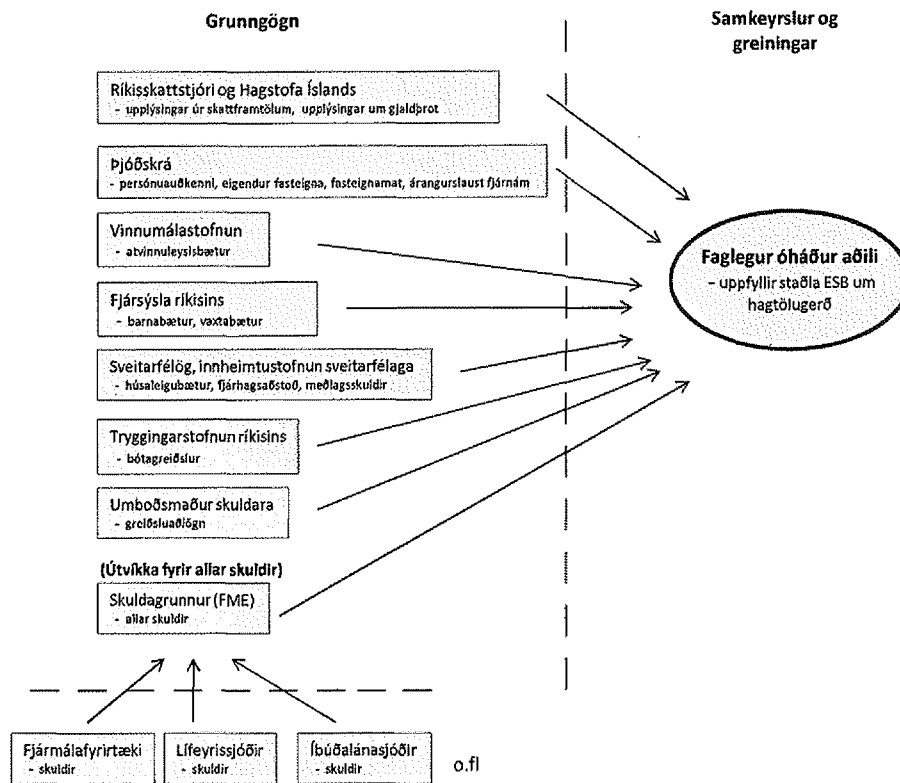 Grunngögn
Samkeyrslur og
greiningar
Ríkisskattstjóri og Hagstofa Íslands
- upplýsingar úr skattframtölum, upplýsingar um gjaldþrot
Þjóðskrá
- persónuauðkenni, eigendur fasteigna, fasteignamat, árangurslaust fjárnám
Vinnumálastofnun
- atvinnuleysisbætur
Fjársýsla ríkisins
- barnabætur, vaxtabætur
Sveitarfélög, innheimtustofnun sveitarfélaga
- húsaleigubætur, fjárhagsaðstoð, meðlagsskuldir
Tryggingarstofnun ríkisins
- bótagreiðslur
Umboðsmaður skuldara
- greiðsluaðlögn
(Útvíkka fyrir allar skuldir)
Skuldagrunnur (FME)
- allar skuldir
Faglegur óháður aðili
- uppfyllir staðla ESB um
hagtölugerð
Fjármálafyrirtæki
- skuldir
Lífeyrissjóðir
- skuldir
Íbúðalánasjóðir
- skuldir
o.fl